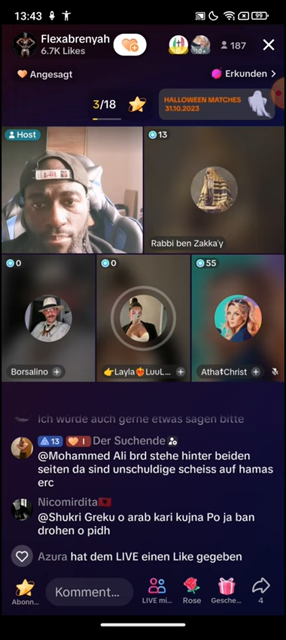 13:43
99
Flexabrenyah
6.7K Likes
187
Angesagt
Erkunden >
3/18
HALLOWEEN MATCHES
31.10.2023
Host
13
Rabbi ben Zakka'y
0
0
55
Borsalino +
Layla LuuL... +
Atha Christ +
Ich würde auch gerne etwas sagen bitte
13 I Der Suchende
@Mohammed Ali brd stehe hinter beiden
seiten da sind unschuldige scheiss auf hamas
erc
Nicomirdita
@Shukri Greku o arab kari kujna Po ja ban
drohen o pidh
Azura hat dem LIVE einen Like gegeben
Abonn...
Komment...
LIVE mi...
Rose
Gesche...
4